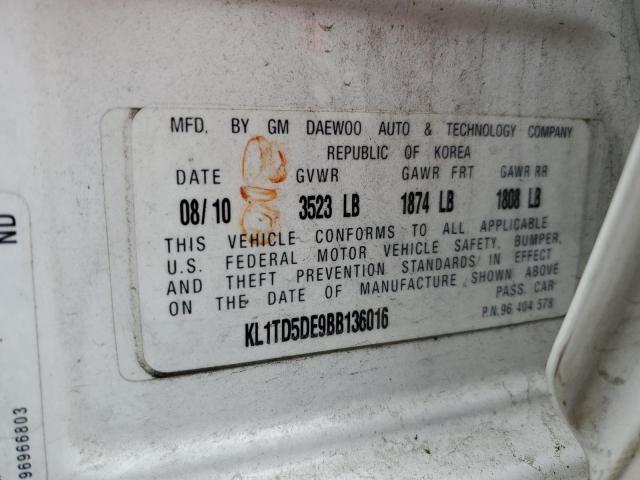 MFD. BY GM DAEWOO AUTO & TECHNOLOGY COMPANY
REPUBLIC OF KOREA
DATE GVWR GAWR FRT GAWR RR
08/10 3523 LB 1874 LB 1808 LB
THIS VEHICLE CONFORMS TO ALL APPLICABLE
U.S. FEDERAL MOTOR VEHICLE SAFETY, BUMPER,
AND THEFT PREVENTION STANDARDS IN EFFECT
ON THE DATE OF MANUFACTURE SHOWN ABOVE
PASS. CAR
KL1TD5DE9BB136016
P.N.96 404 578
ND
96966803